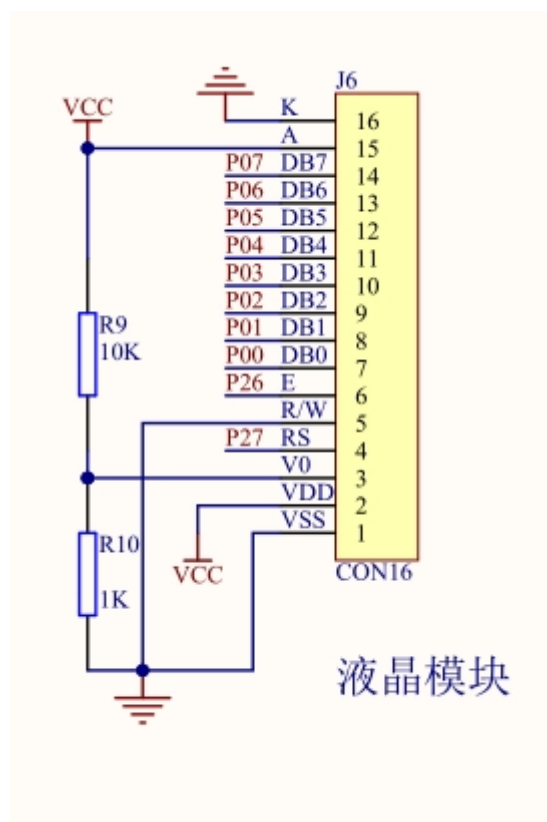 J6
VCC
K 16
A 15
P07 DB7 14
P06 DB6 13
P05 DB5 12
P04 DB4 11
P03 DB3 10
P02 DB2 9
R9
P01 DB1 8
10K
P00 DB0 7
P26 E 6
R/W 5
P27 RS 4
V0 3
VDD 2
VSS 1
R10
VCC
CON16
1K
液晶模块